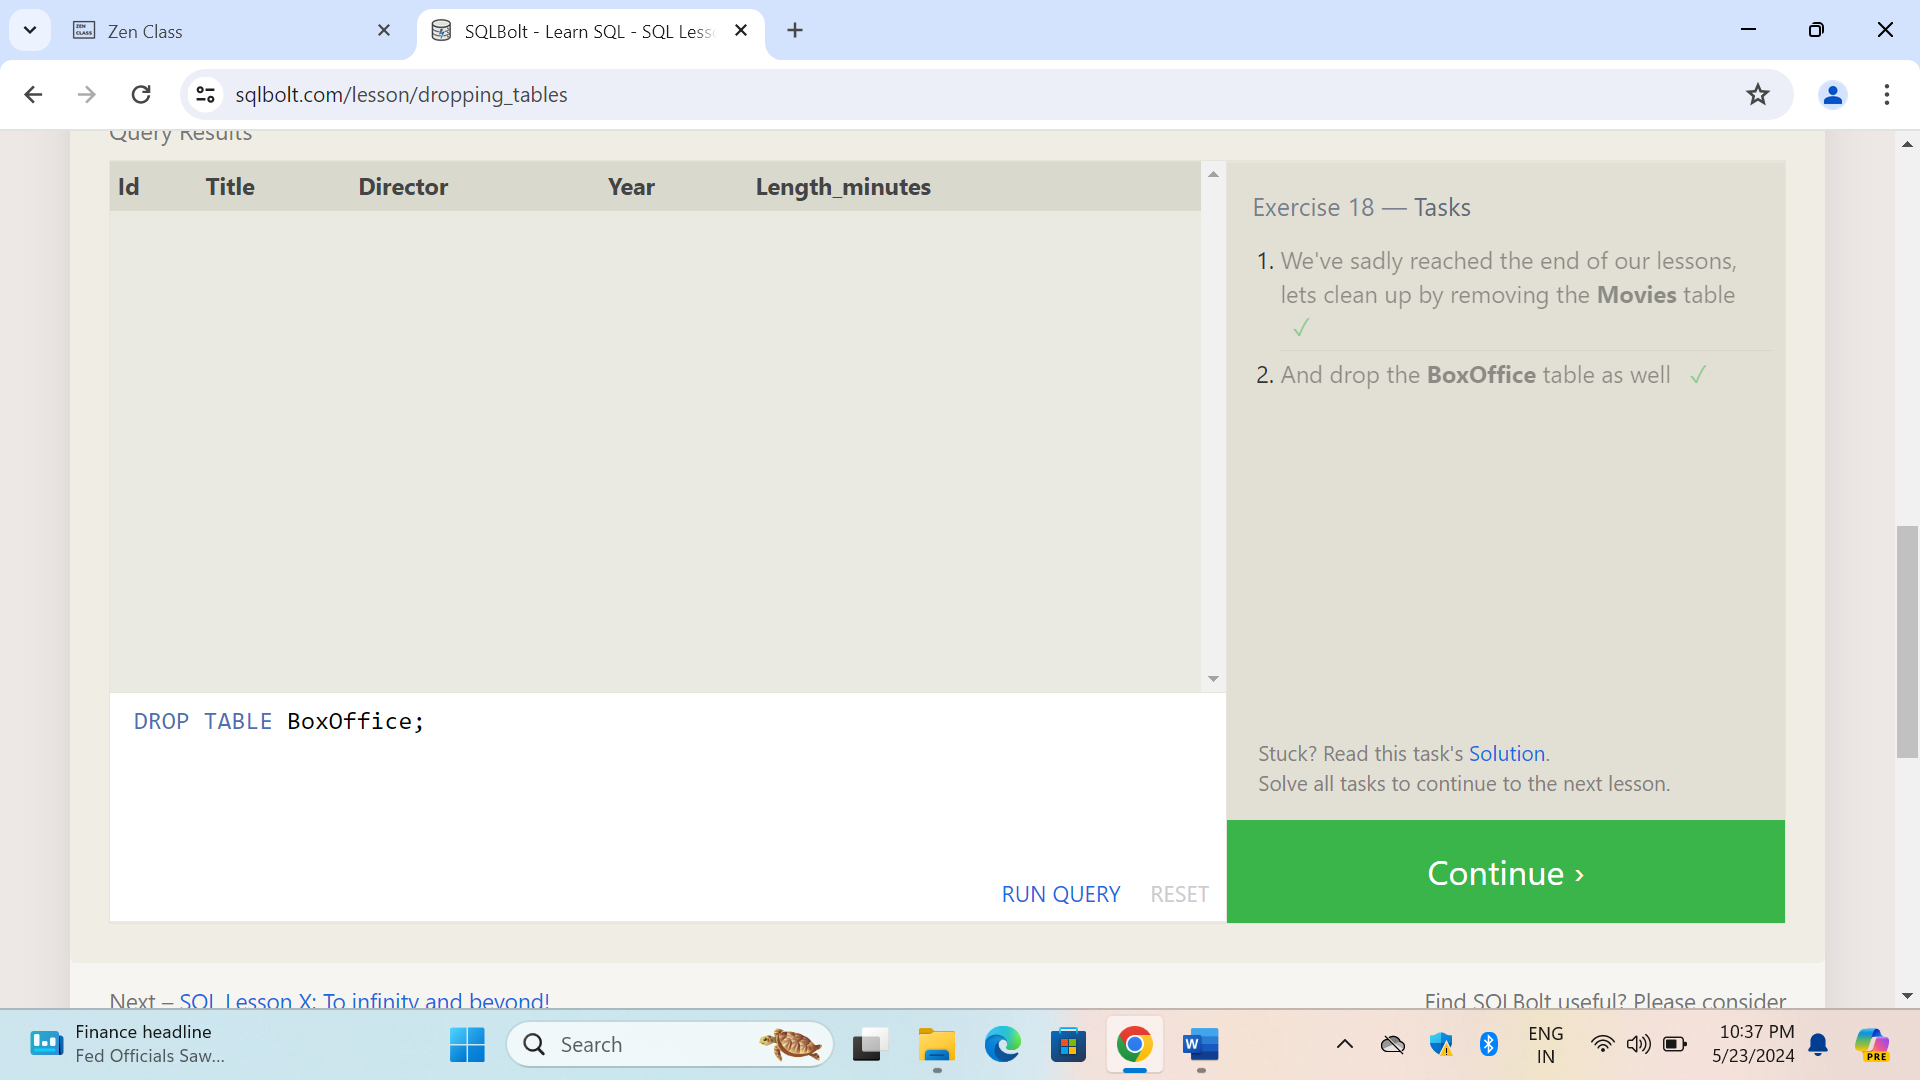 Zen Class
SQLBolt - Learn SQL - SQL Less
sqlbolt.com/lesson/dropping_tables
Query Results
Id Title Director Year Length_minutes
Exercise 18 — Tasks
1. We've sadly reached the end of our lessons,
lets clean up by removing the Movies table
✓
2. And drop the BoxOffice table as well ✓
DROP TABLE BoxOffice;
Stuck? Read this task's Solution.
Solve all tasks to continue to the next lesson.
RUN QUERY RESET
Continue ›
Next – SQL Lesson X: To infinity and beyond!
Find SQLBolt useful? Please consider
Finance headline
Fed Officials Saw...
Search
ENG
IN
10:37 PM
5/23/2024
PRE